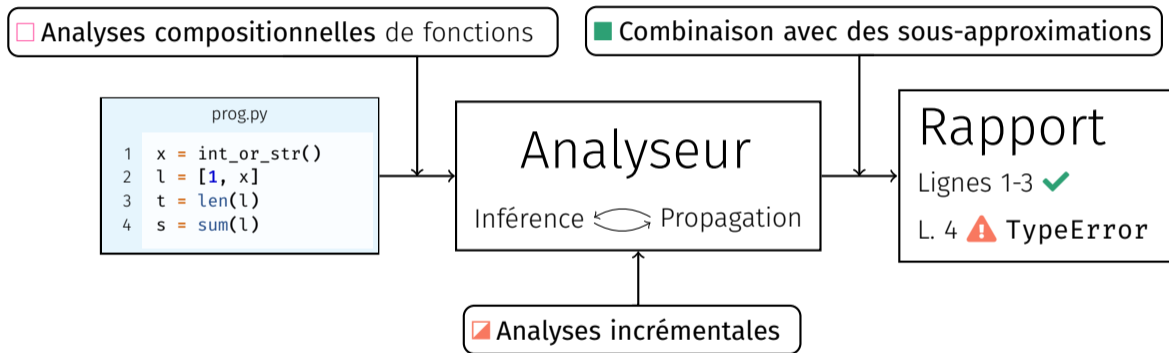 Analyses compositionnelles de fonctions
Combinaison avec des sous-approximations
prog.py
1 x = int_or_str()
2 l = [1, x]
3 t = len(l)
4 s = sum(l)
Analyseur
Inférence Propagation
Rapport
Lignes 1-3 ✔
L. 4 ⚠ TypeError
Analyses incrémentales